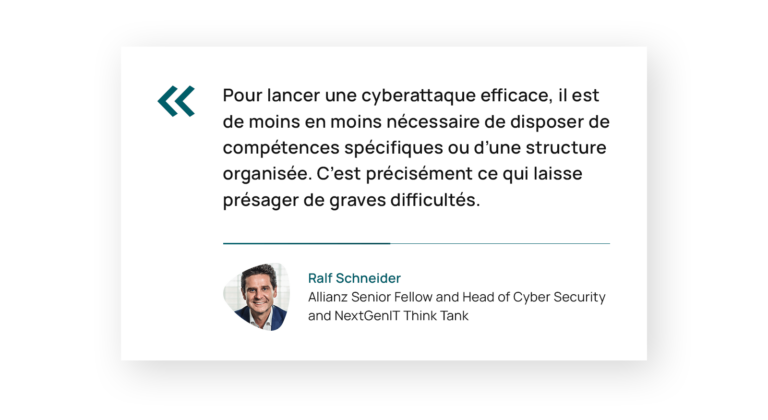 Pour lancer une cyberattaque efficace, il est
de moins en moins nécessaire de disposer de
compétences spécifiques ou d’une structure
organisée. C’est précisément ce qui laisse
présager de graves difficultés.
Ralf Schneider
Allianz Senior Fellow and Head of Cyber Security
and NextGenIT Think Tank